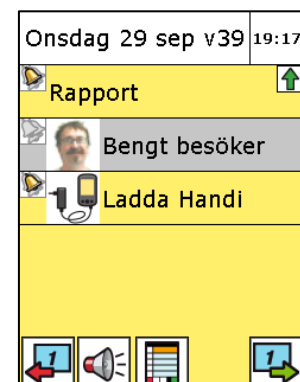 Onsdag 29 sep v39 19:17
Rapport
Bengt besöker
Ladda Handi
1 1